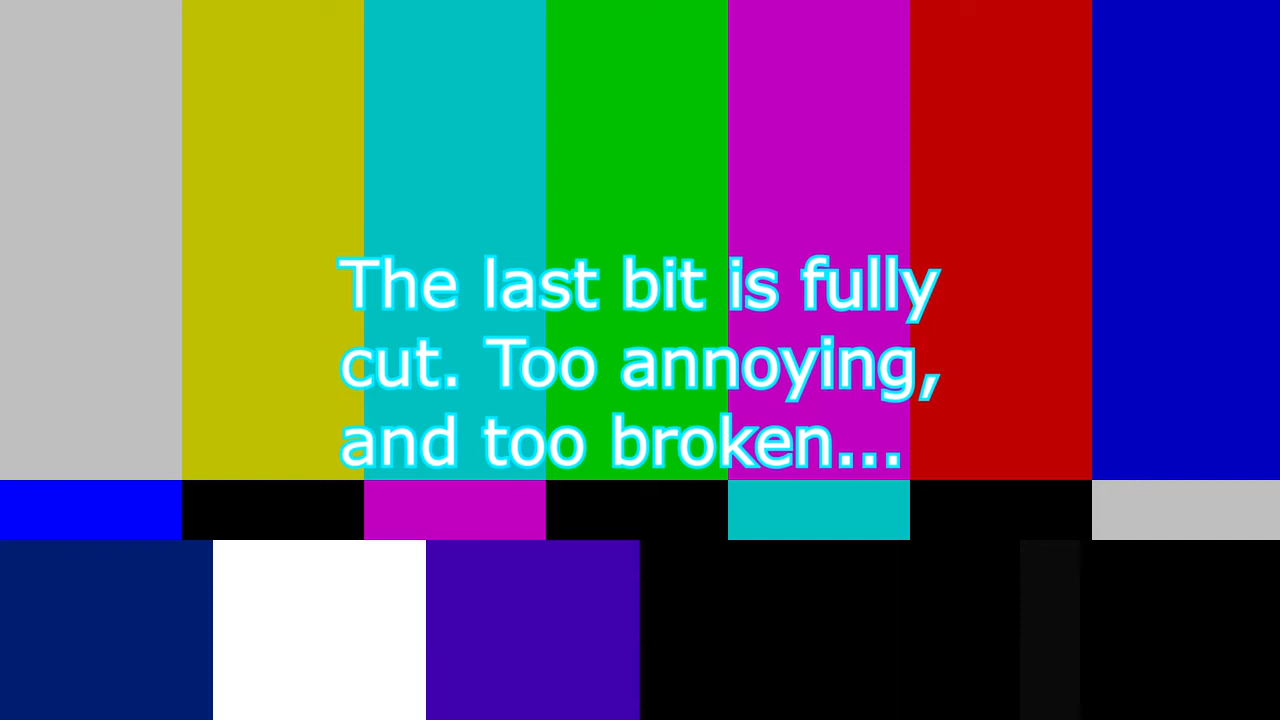 The last bit is fully
cut. Too annoying,
and too broken...